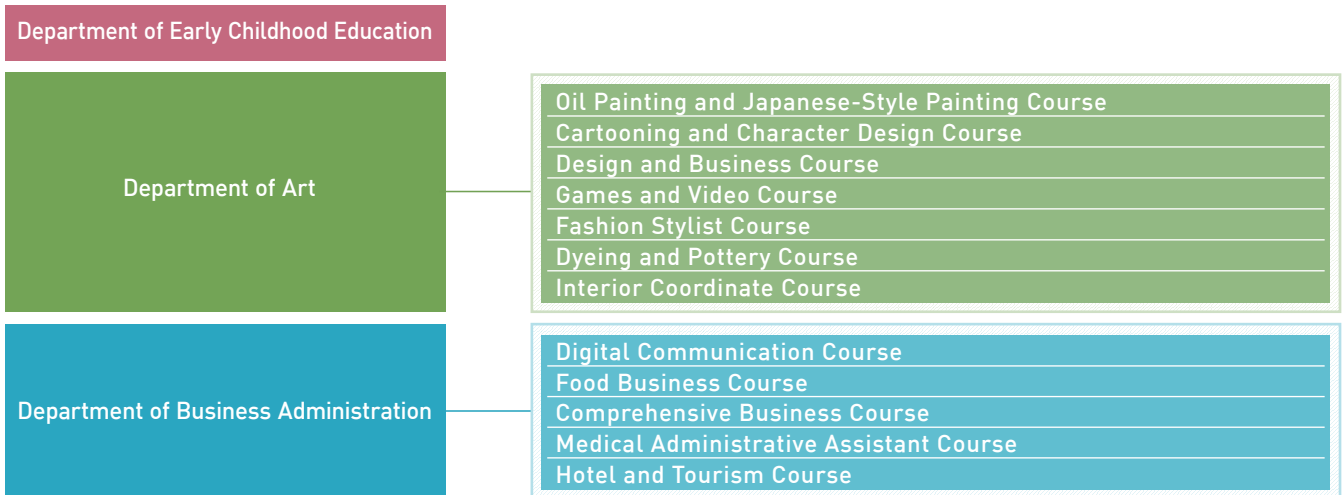 Department of Early Childhood Education
Department of Art
Oil Painting and Japanese-Style Painting Course
Cartooning and Character Design Course
Design and Business Course
Games and Video Course
Fashion Stylist Course
Dyeing and Pottery Course
Interior Coordinate Course
Department of Business Administration
Digital Communication Course
Food Business Course
Comprehensive Business Course
Medical Administrative Assistant Course
Hotel and Tourism Course